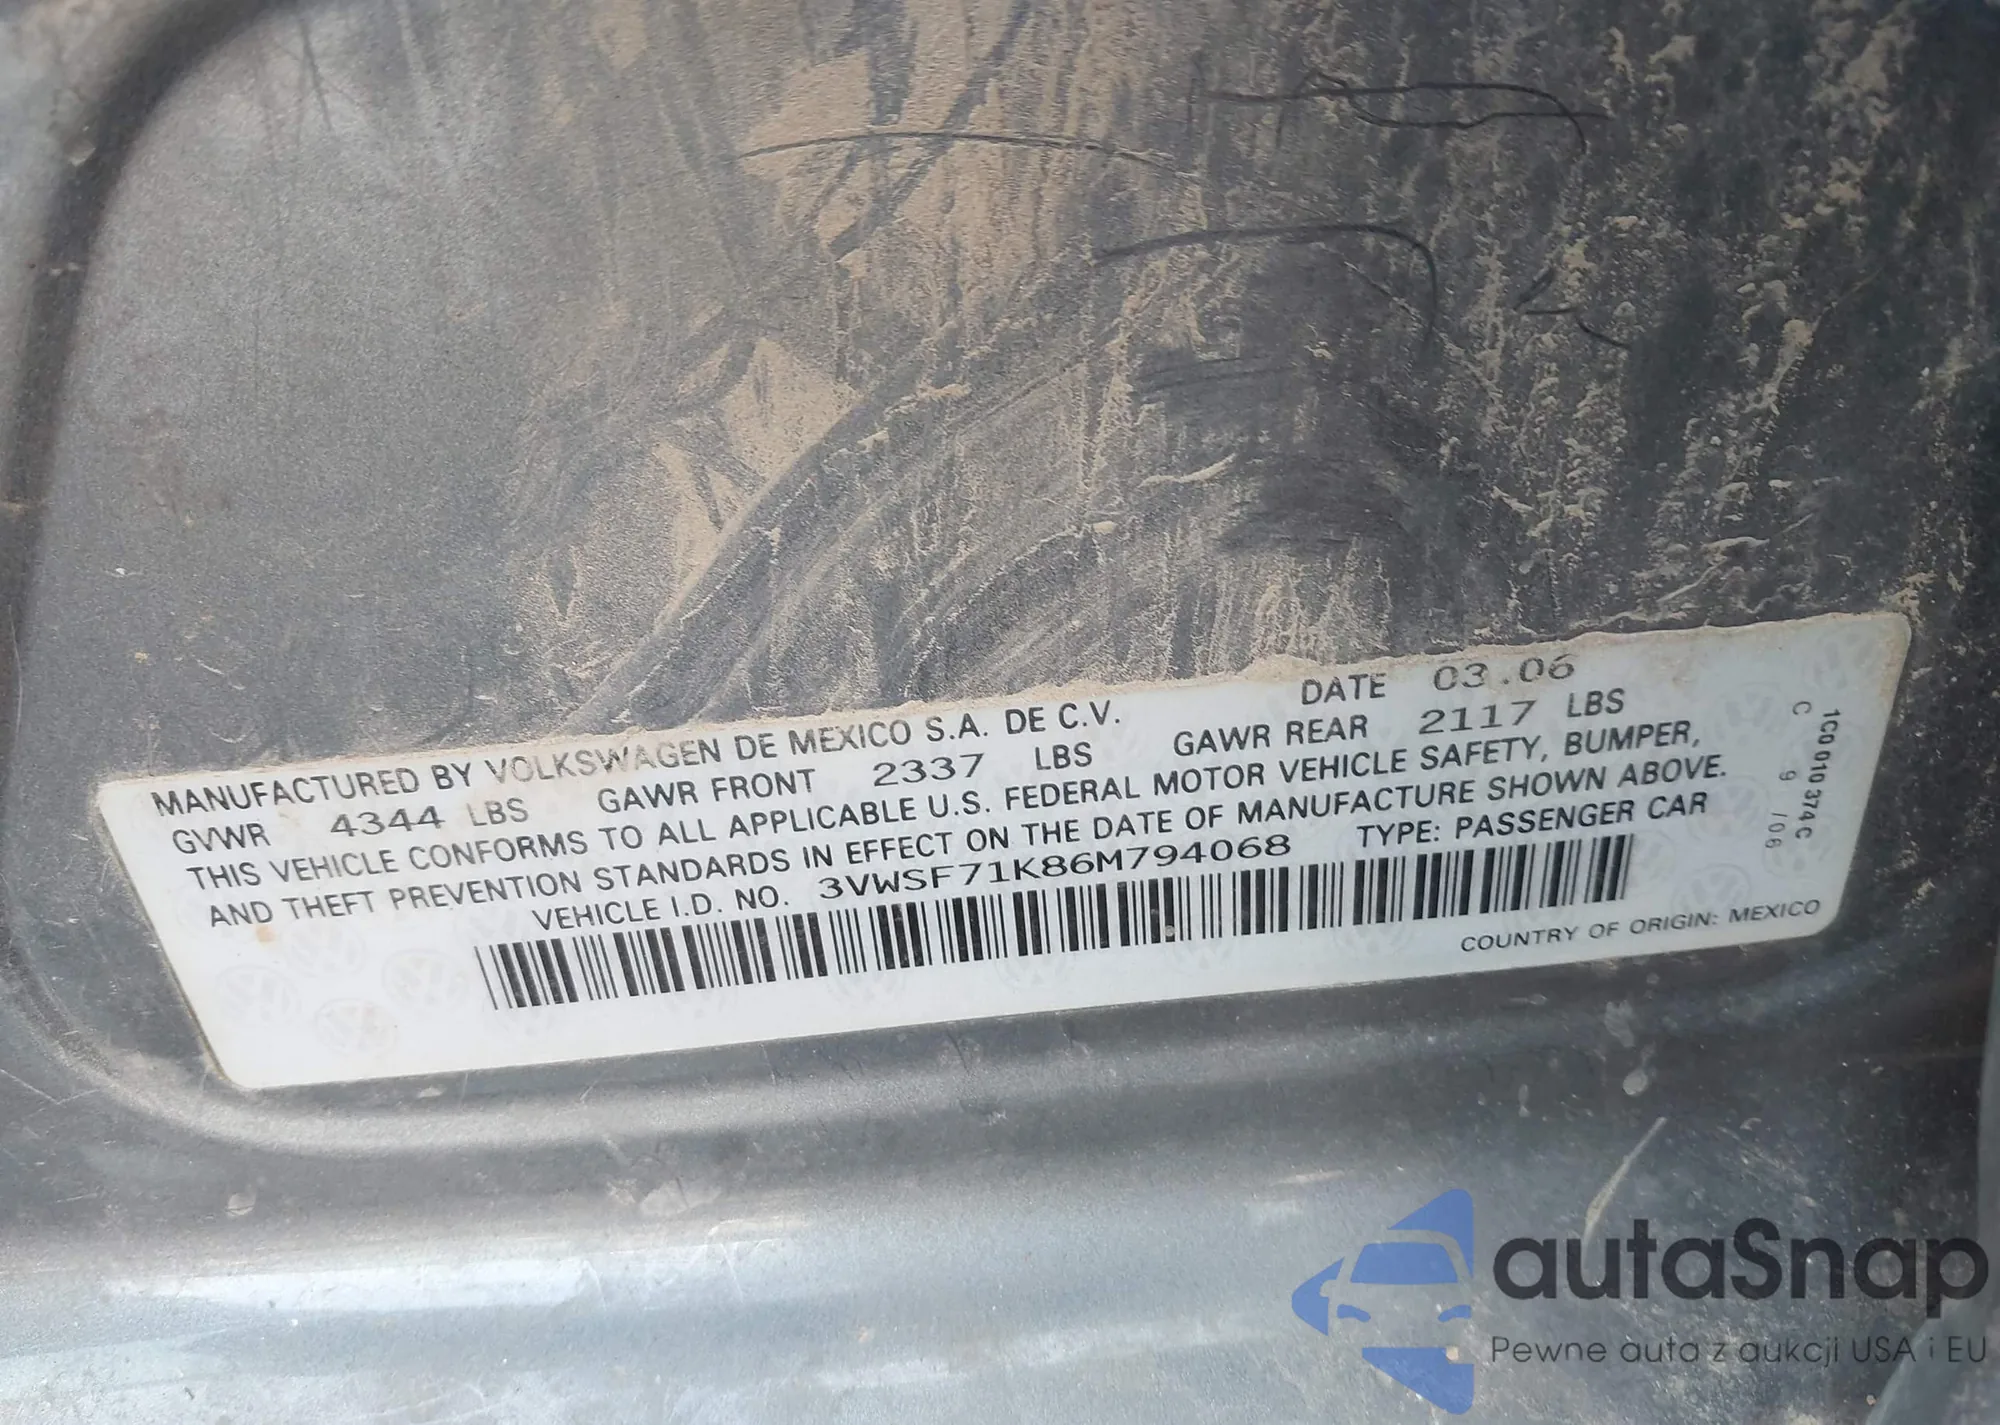 MANUFACTURED BY VOLKSWAGEN DE MEXICO S.A. DE C.V. DATE 03.06
GVWR 4344 LBS GAWR FRONT 2337 LBS GAWR REAR 2117 LBS
THIS VEHICLE CONFORMS TO ALL APPLICABLE U.S. FEDERAL MOTOR VEHICLE SAFETY, BUMPER,
AND THEFT PREVENTION STANDARDS IN EFFECT ON THE DATE OF MANUFACTURE SHOWN ABOVE.
VEHICLE I.D. NO. 3VWSF71K86M794068 TYPE: PASSENGER CAR
COUNTRY OF ORIGIN: MEXICO
1C0 010 374 C
C 9 /06
autaSnap
Pewne auta z aukcji USA i EU